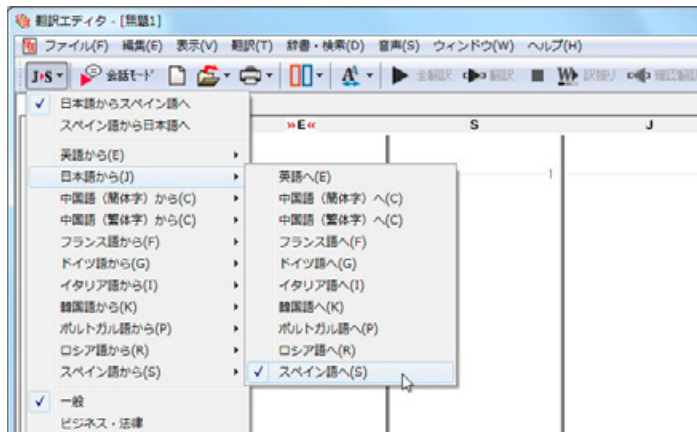 翻訳エディタ - [無題1]
ファイル(F) 編集(E) 表示(V) 翻訳(T) 辞書・検索(D) 音声(S) ウィンドウ(W) ヘルプ(H)
J▸S 会話モード 全翻訳 翻訳 訳振り
日本語からスペイン語へ
スペイン語から日本語へ
»E« S J
英語から(E)
日本語から(J) 英語へ(E) 1
中国語（簡体字）から(C) 中国語（簡体字）へ(C)
中国語（繁体字）から(C) 中国語（繁体字）へ(C)
フランス語から(F) フランス語へ(F)
ドイツ語から(G) ドイツ語へ(G)
イタリア語から(I) イタリア語へ(I)
韓国語から(K) 韓国語へ(K)
ポルトガル語から(P) ポルトガル語へ(P)
ロシア語から(R) ロシア語へ(R)
スペイン語から(S) スペイン語へ(S)
一般
ビジネス・法律